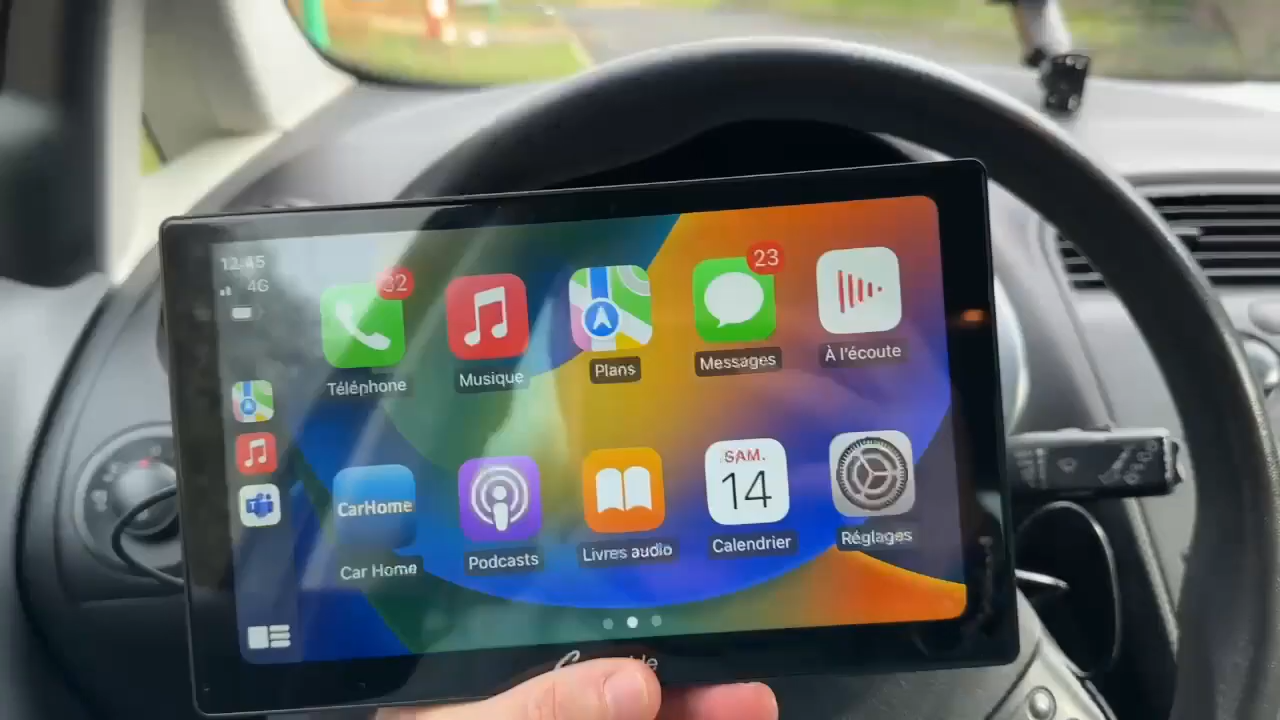 12:45
4G
32
Téléphone
Musique
Plans
23
Messages
À l'écoute
CarHome
Car Home
Podcasts
Livres audio
SAM.
14
Calendrier
Réglages